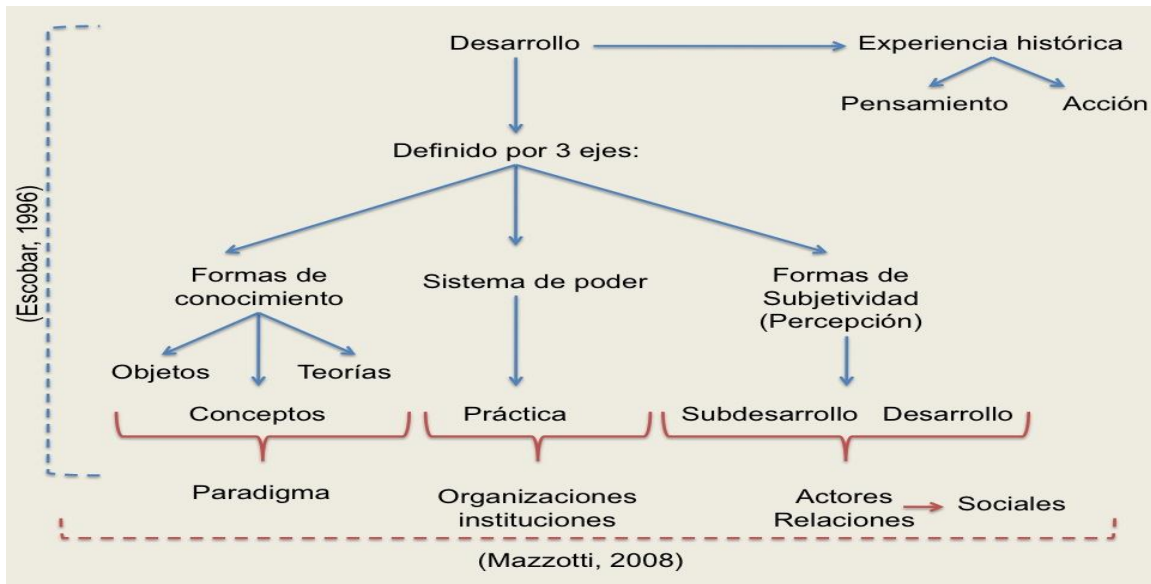 Desarrollo
Experiencia histórica
Pensamiento
Acción
Definido por 3 ejes:
(Escobar, 1996)
Formas de
conocimiento
Sistema de poder
Formas de
Subjetividad
(Percepción)
Objetos
Teorías
Conceptos
Práctica
Subdesarrollo
Desarrollo
Paradigma
Organizaciones
instituciones
Actores
Relaciones
Sociales
(Mazzotti, 2008)